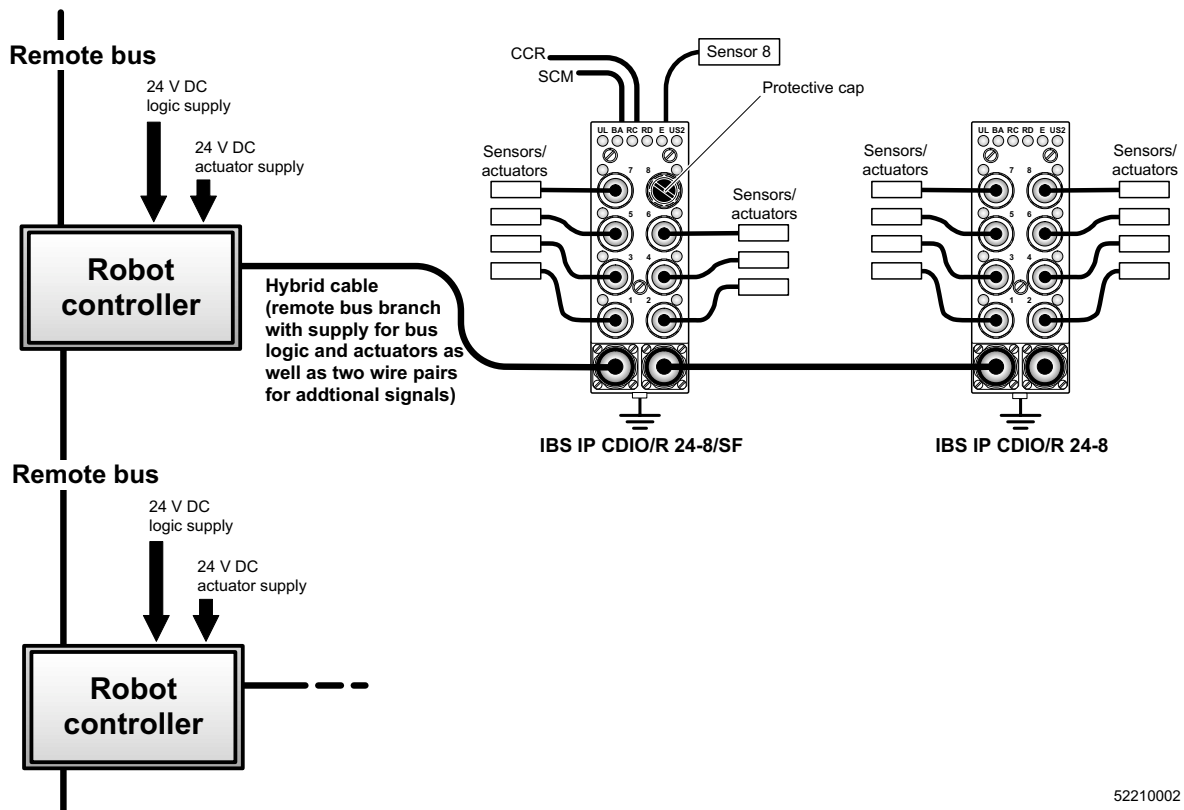 Remote bus
24 V DC
logic supply
24 V DC
actuator supply
Robot
controller
Hybrid cable
(remote bus branch
with supply for bus
logic and actuators as
well as two wire pairs
for addtional signals)
CCR
SCM
Sensor 8
Protective cap
UL BA RC RD E US2
Sensors/
actuators
7 8
5 6
3 4
1 2
Sensors/
actuators
IBS IP CDIO/R 24-8/SF
UL BA RC RD E US2
Sensors/
actuators
7 8
5 6
3 4
1 2
Sensors/
actuators
IBS IP CDIO/R 24-8
Remote bus
24 V DC
logic supply
24 V DC
actuator supply
Robot
controller
52210002